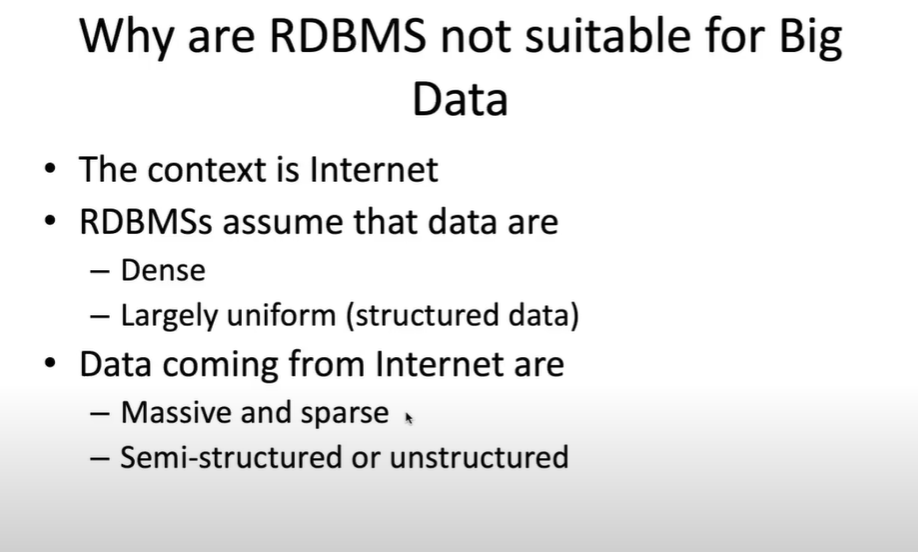 Why are RDBMS not suitable for Big
Data
• The context is Internet
• RDBMSs assume that data are
– Dense
– Largely uniform (structured data)
• Data coming from Internet are
– Massive and sparse
– Semi-structured or unstructured